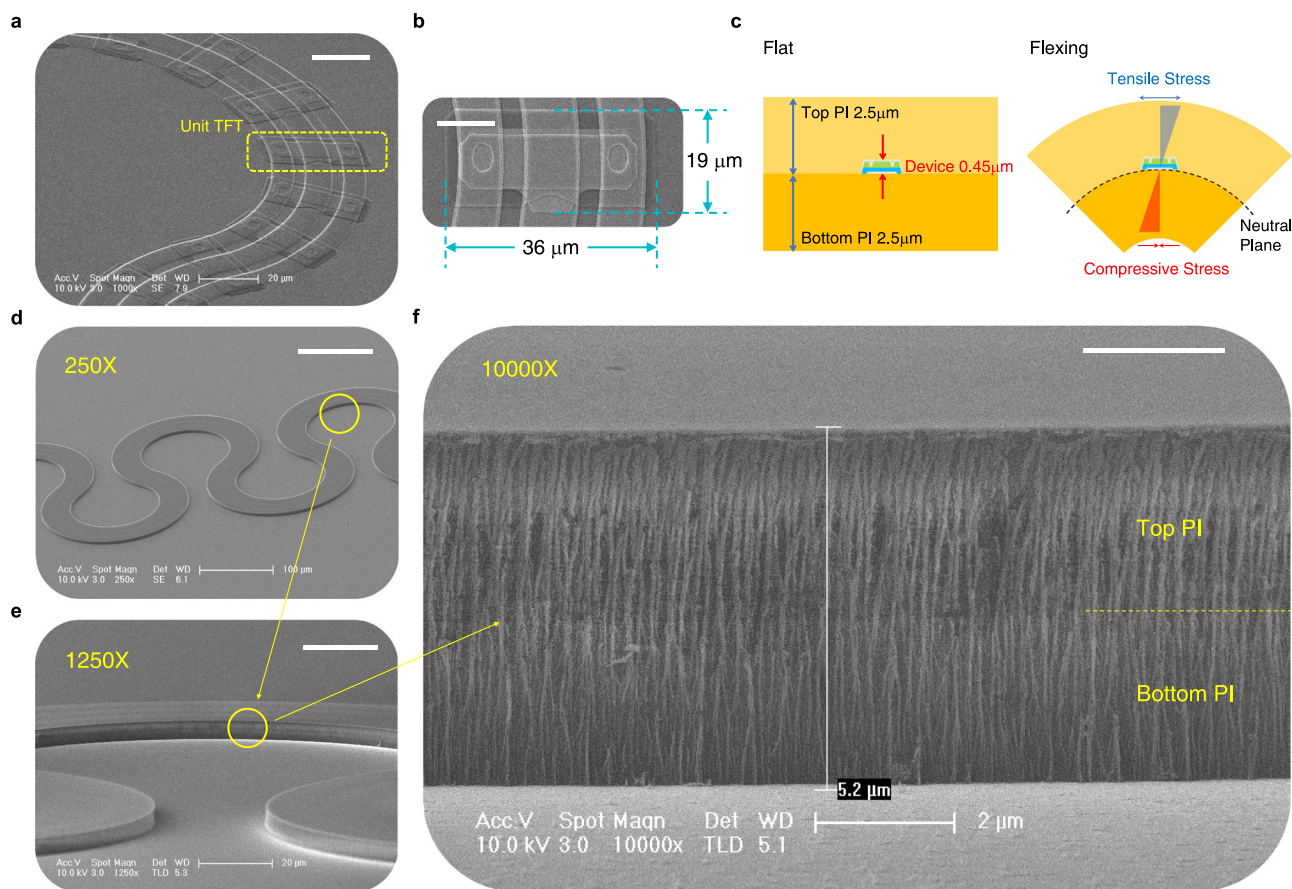 a
Unit TFT
Acc.V Spot Magn Det WD 20 μm
10.0 kV 3.0 1000x SE 7.9
b
19 μm
36 μm
c
Flat
Top PI 2.5μm
Device 0.45μm
Bottom PI 2.5μm
Flexing
Tensile Stress
Neutral
Plane
Compressive Stress
d
250X
Acc.V Spot Magn Det WD 100 μm
10.0 kV 3.0 250x SE 6.1
e
1250X
Acc.V Spot Magn Det WD 20 μm
10.0 kV 3.0 1250x TLD 5.3
f
10000X
Top PI
Bottom PI
5.2 μm
Acc.V Spot Magn Det WD 2 μm
10.0 kV 3.0 10000x TLD 5.1